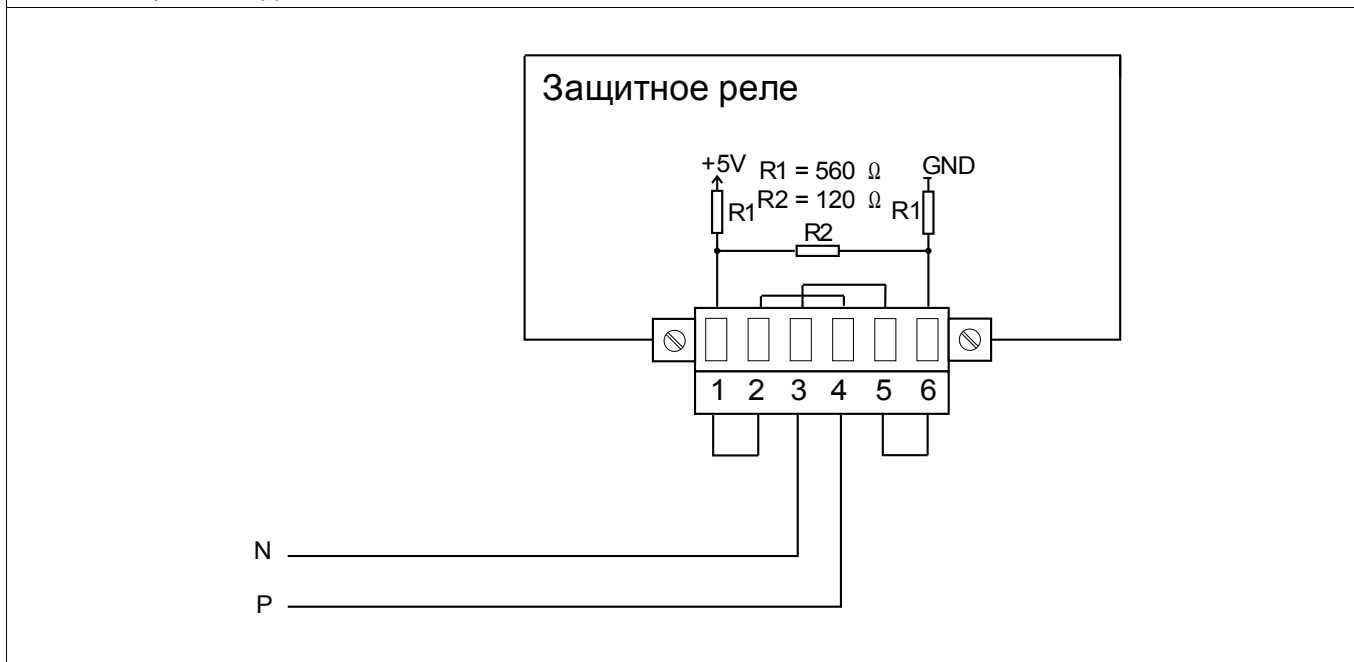 Защитное реле
+5V R1 = 560 Ω GND
R1 R2 = 120 Ω R1
R2
1 2 3 4 5 6
N
P